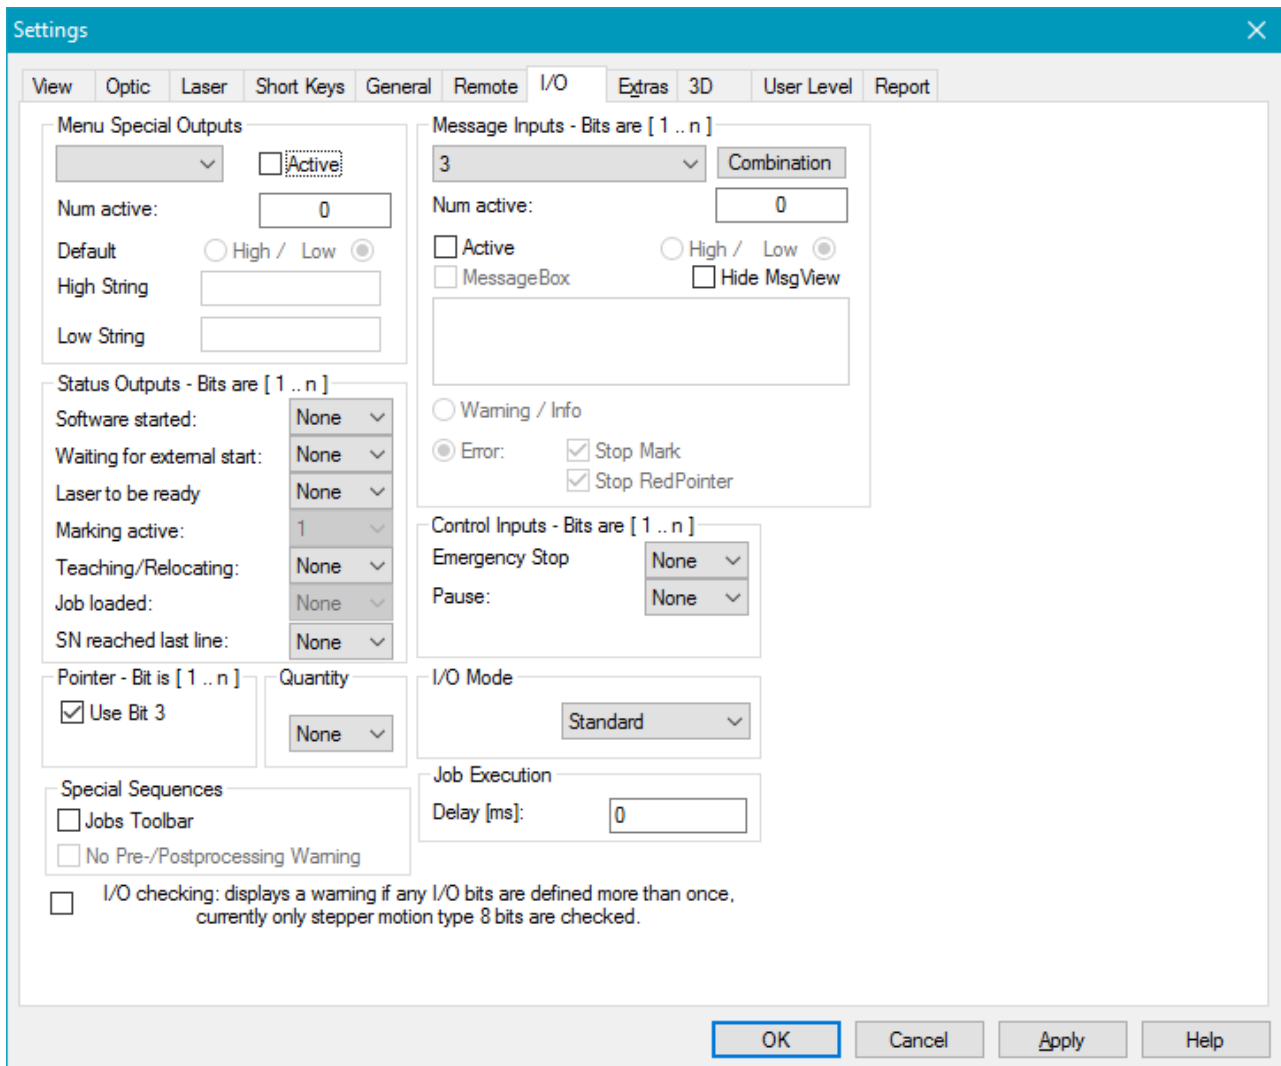 Settings
View Optic Laser Short Keys General Remote I/O Extras 3D User Level Report
Menu Special Outputs
Active
Num active: 0
Default High / Low
High String
Low String
Status Outputs - Bits are [ 1 .. n ]
Software started: None
Waiting for external start: None
Laser to be ready None
Marking active: 1
Teaching/Relocating: None
Job loaded: None
SN reached last line: None
Pointer - Bit is [ 1 .. n ]
Use Bit 3
Quantity
None
Special Sequences
Jobs Toolbar
No Pre-/Postprocessing Warning
Message Inputs - Bits are [ 1 .. n ]
3 Combination
Num active: 0
Active High / Low
MessageBox Hide MsgView
Warning / Info
Error: Stop Mark
Stop RedPointer
Control Inputs - Bits are [ 1 .. n ]
Emergency Stop None
Pause: None
I/O Mode
Standard
Job Execution
Delay [ms]: 0
I/O checking: displays a warning if any I/O bits are defined more than once,
currently only stepper motion type 8 bits are checked.
OK Cancel Apply Help